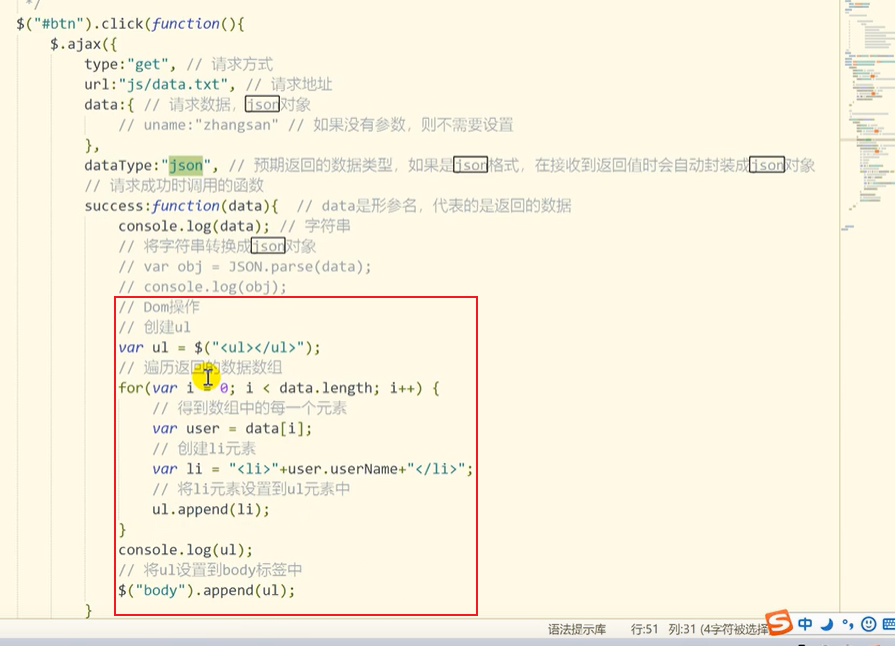 */
$("#btn").click(function(){
$.ajax({
type:"get", // 请求方式
url:"js/data.txt", // 请求地址
data:{ // 请求数据，json对象
// uname:"zhangsan" // 如果没有参数，则不需要设置
},
dataType:"json", // 预期返回的数据类型，如果是json格式，在接收到返回值时会自动封装成json对象
// 请求成功时调用的函数
success:function(data){ // data是形参名，代表的是返回的数据
console.log(data); // 字符串
// 将字符串转换成json对象
// var obj = JSON.parse(data);
// console.log(obj);
// Dom操作
// 创建ul
var ul = $("<ul></ul>");
// 遍历返回的数据数组
for(var i = 0; i < data.length; i++) {
// 得到数组中的每一个元素
var user = data[i];
// 创建li元素
var li = "<li>"+user.userName+"</li>";
// 将li元素设置到ul元素中
ul.append(li);
}
console.log(ul);
// 将ul设置到body标签中
$("body").append(ul);
}
语法提示库 行:51 列:31 (4字符被选择 S 中